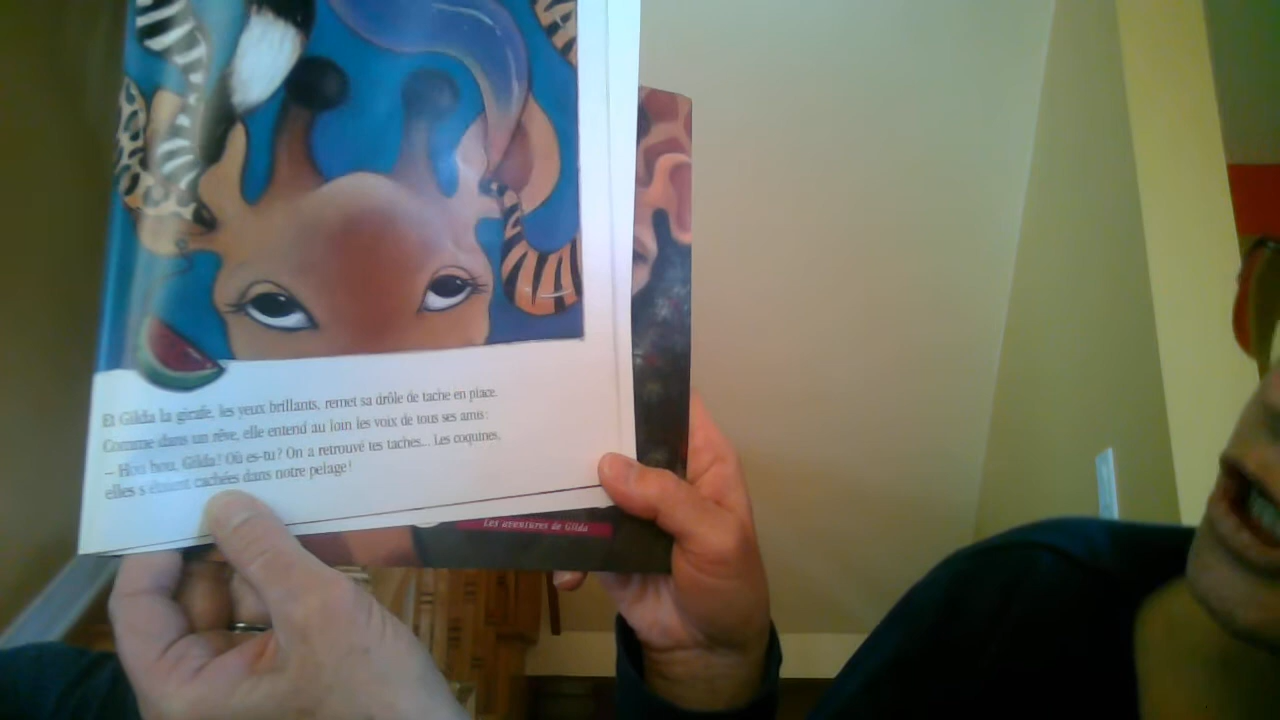 Et Gilda la girafe, les yeux brillants, remet sa drôle de tache en place.
Comme dans un rêve, elle entend au loin les voix de tous ses amis :
– Hou hou, Gilda ! Où es-tu ? On a retrouvé tes taches... Les coquines,
elles s'étaient cachées dans notre pelage !
Les aventures de Gilda